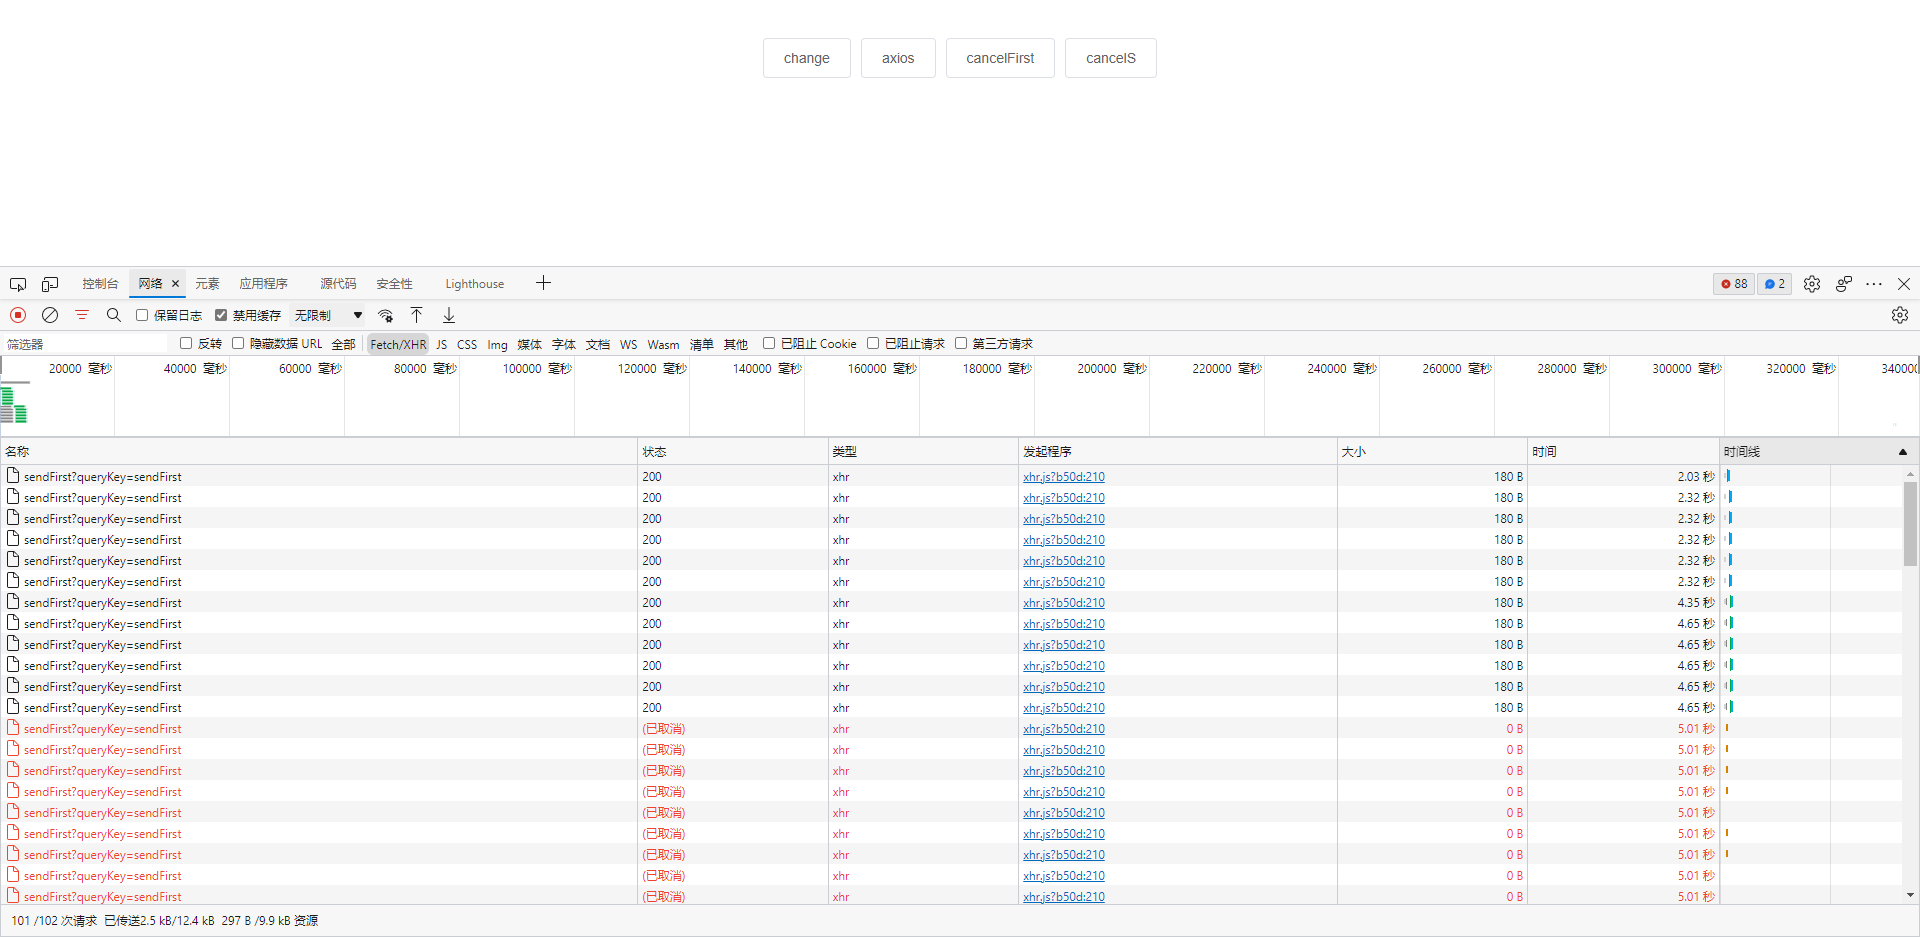 change axios cancelFirst cancelS
控制台 网络 × 元素 应用程序 源代码 安全性 Lighthouse 88 2
保留日志 禁用缓存 无限制
筛选器 反转 隐藏数据 URL 全部 Fetch/XHR JS CSS Img 媒体 字体 文档 WS Wasm 清单 其他 已阻止 Cookie 已阻止请求 第三方请求
20000 毫秒 40000 毫秒 60000 毫秒 80000 毫秒 100000 毫秒 120000 毫秒 140000 毫秒 160000 毫秒 180000 毫秒 200000 毫秒 220000 毫秒 240000 毫秒 260000 毫秒 280000 毫秒 300000 毫秒 320000 毫秒 34000
名称 状态 类型 发起程序 大小 时间 时间线
sendFirst?queryKey=sendFirst 200 xhr xhr.js?b50d:210 180 B 2.03 秒
sendFirst?queryKey=sendFirst 200 xhr xhr.js?b50d:210 180 B 2.32 秒
sendFirst?queryKey=sendFirst 200 xhr xhr.js?b50d:210 180 B 2.32 秒
sendFirst?queryKey=sendFirst 200 xhr xhr.js?b50d:210 180 B 2.32 秒
sendFirst?queryKey=sendFirst 200 xhr xhr.js?b50d:210 180 B 2.32 秒
sendFirst?queryKey=sendFirst 200 xhr xhr.js?b50d:210 180 B 2.32 秒
sendFirst?queryKey=sendFirst 200 xhr xhr.js?b50d:210 180 B 4.35 秒
sendFirst?queryKey=sendFirst 200 xhr xhr.js?b50d:210 180 B 4.65 秒
sendFirst?queryKey=sendFirst 200 xhr xhr.js?b50d:210 180 B 4.65 秒
sendFirst?queryKey=sendFirst 200 xhr xhr.js?b50d:210 180 B 4.65 秒
sendFirst?queryKey=sendFirst 200 xhr xhr.js?b50d:210 180 B 4.65 秒
sendFirst?queryKey=sendFirst 200 xhr xhr.js?b50d:210 180 B 4.65 秒
sendFirst?queryKey=sendFirst (已取消) xhr xhr.js?b50d:210 0 B 5.01 秒
sendFirst?queryKey=sendFirst (已取消) xhr xhr.js?b50d:210 0 B 5.01 秒
sendFirst?queryKey=sendFirst (已取消) xhr xhr.js?b50d:210 0 B 5.01 秒
sendFirst?queryKey=sendFirst (已取消) xhr xhr.js?b50d:210 0 B 5.01 秒
sendFirst?queryKey=sendFirst (已取消) xhr xhr.js?b50d:210 0 B 5.01 秒
sendFirst?queryKey=sendFirst (已取消) xhr xhr.js?b50d:210 0 B 5.01 秒
sendFirst?queryKey=sendFirst (已取消) xhr xhr.js?b50d:210 0 B 5.01 秒
sendFirst?queryKey=sendFirst (已取消) xhr xhr.js?b50d:210 0 B 5.01 秒
sendFirst?queryKey=sendFirst (已取消) xhr xhr.js?b50d:210 0 B 5.01 秒
101 /102 次请求 已传送2.5 kB/12.4 kB 297 B /9.9 kB 资源